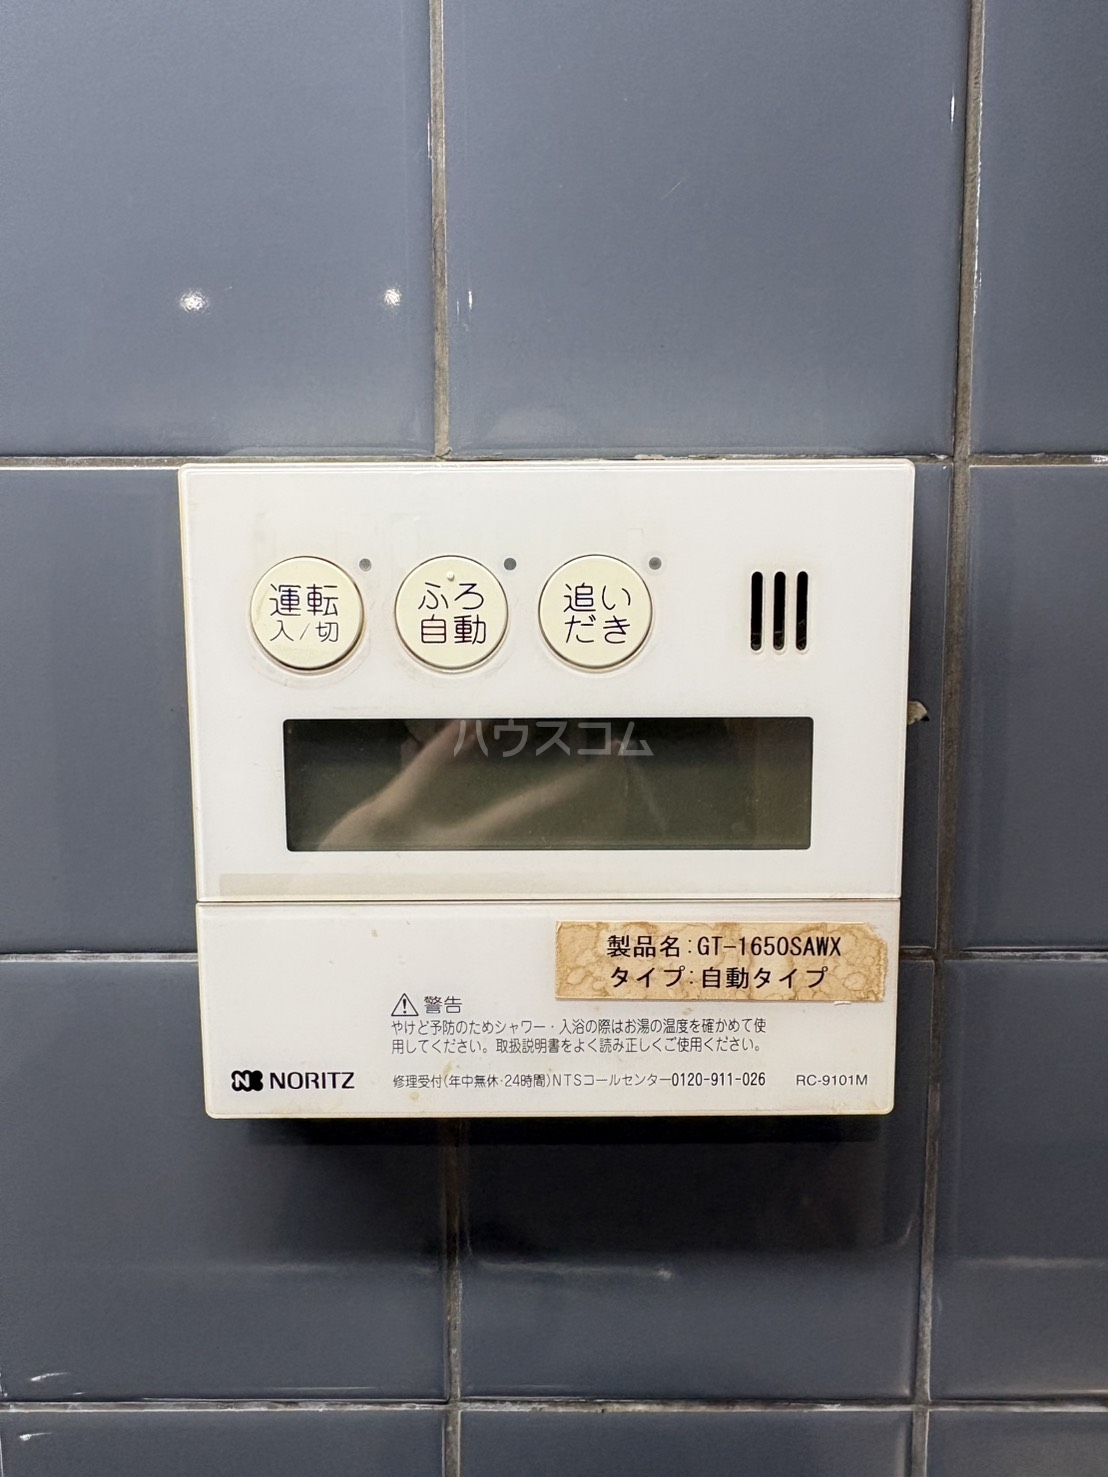 運転
入/切
ふろ
自動
追い
だき
ハウスコム
製品名:GT-1650SAWX
タイプ:自動タイプ
警告
やけど予防のためシャワー・入浴の際はお湯の温度を確かめて使
用してください。取扱説明書をよく読み正しくご使用ください。
NORITZ
修理受付(年中無休・24時間)NTSコールセンター0120-911-026
RC-9101M